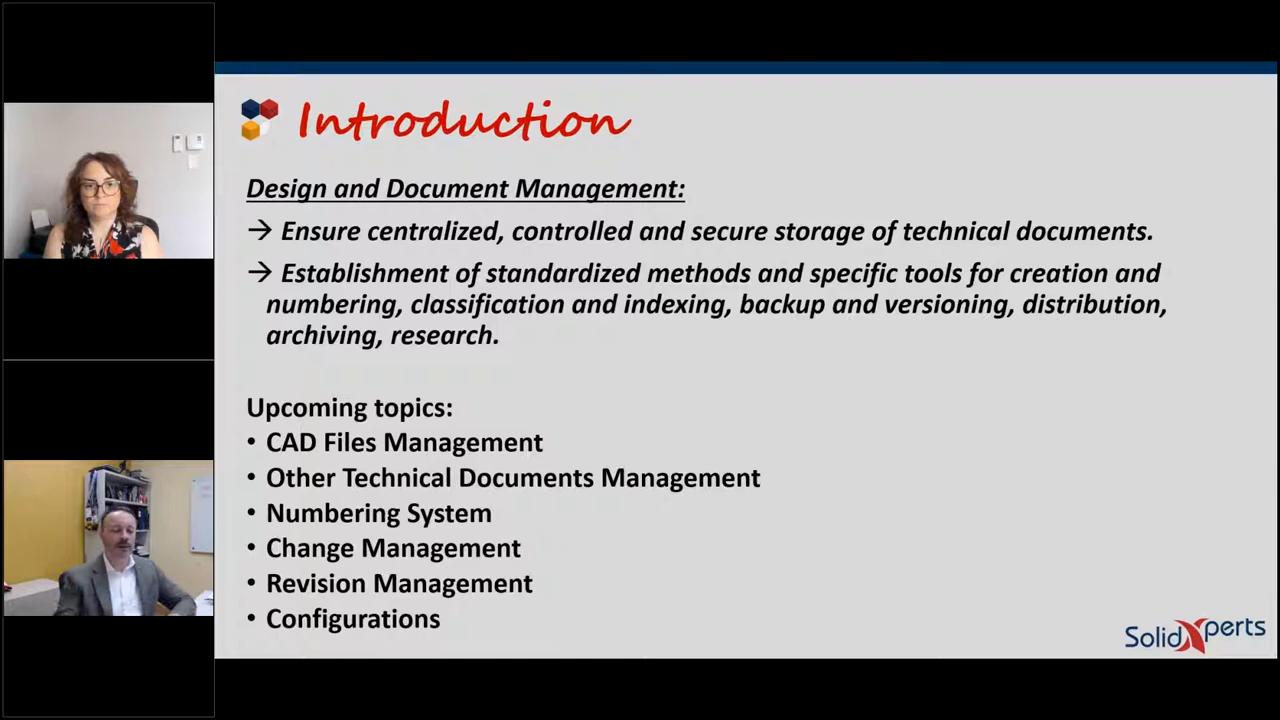 Introduction
Design and Document Management:
→ Ensure centralized, controlled and secure storage of technical documents.
→ Establishment of standardized methods and specific tools for creation and
numbering, classification and indexing, backup and versioning, distribution,
archiving, research.
Upcoming topics:
• CAD Files Management
• Other Technical Documents Management
• Numbering System
• Change Management
• Revision Management
• Configurations
SolidXperts